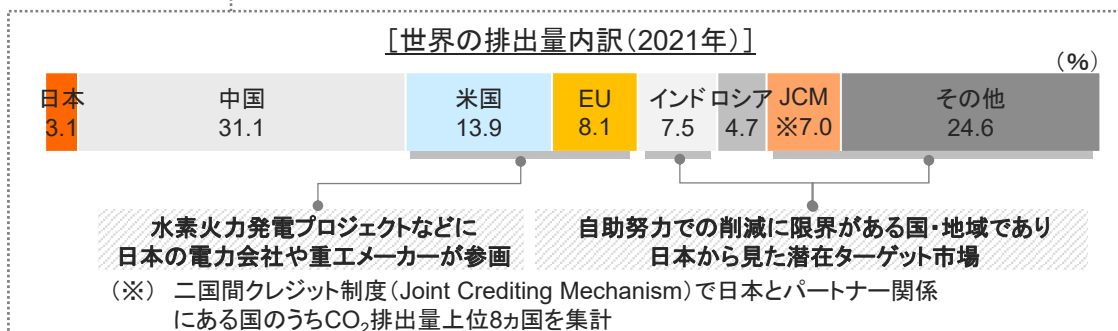 [世界の排出量内訳(2021年)]
(%)
日本 中国 米国 EU インド ロシア JCM その他
3.1 31.1 13.9 8.1 7.5 4.7 ※7.0 24.6
水素火力発電プロジェクトなどに
日本の電力会社や重工メーカーが参画
自助努力での削減に限界がある国・地域であり
日本から見た潜在ターゲット市場
(※) 二国間クレジット制度(Joint Crediting Mechanism)で日本とパートナー関係
にある国のうちCO₂排出量上位8ヵ国を集計